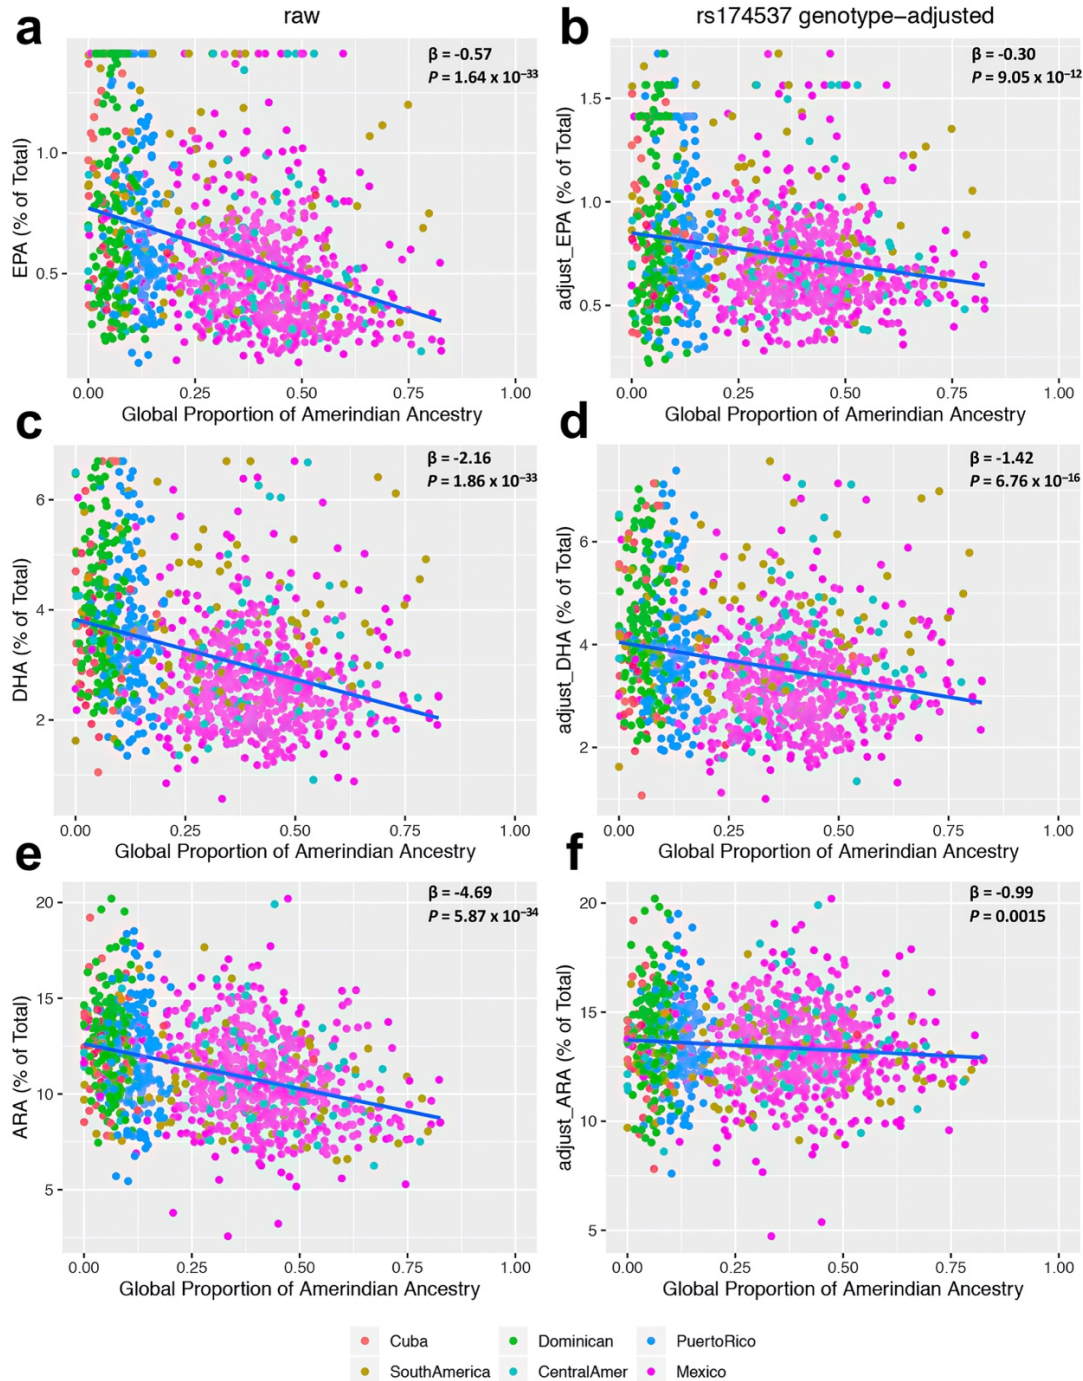 raw
rs174537 genotype−adjusted
a
β = -0.57
P = 1.64 x 10⁻³³
EPA (% of Total)
1.0
0.5
0.00 0.25 0.50 0.75 1.00
Global Proportion of Amerindian Ancestry
b
β = -0.30
P = 9.05 x 10⁻¹²
adjust_EPA (% of Total)
1.5
1.0
0.5
0.00 0.25 0.50 0.75 1.00
Global Proportion of Amerindian Ancestry
c
β = -2.16
P = 1.86 x 10⁻³³
DHA (% of Total)
6
4
2
0.00 0.25 0.50 0.75 1.00
Global Proportion of Amerindian Ancestry
d
β = -1.42
P = 6.76 x 10⁻¹⁶
adjust_DHA (% of Total)
6
4
2
0.00 0.25 0.50 0.75 1.00
Global Proportion of Amerindian Ancestry
e
β = -4.69
P = 5.87 x 10⁻³⁴
ARA (% of Total)
20
15
10
5
0.00 0.25 0.50 0.75 1.00
Global Proportion of Amerindian Ancestry
f
β = -0.99
P = 0.0015
adjust_ARA (% of Total)
20
15
10
5
0.00 0.25 0.50 0.75 1.00
Global Proportion of Amerindian Ancestry
Cuba Dominican PuertoRico
SouthAmerica CentralAmer Mexico